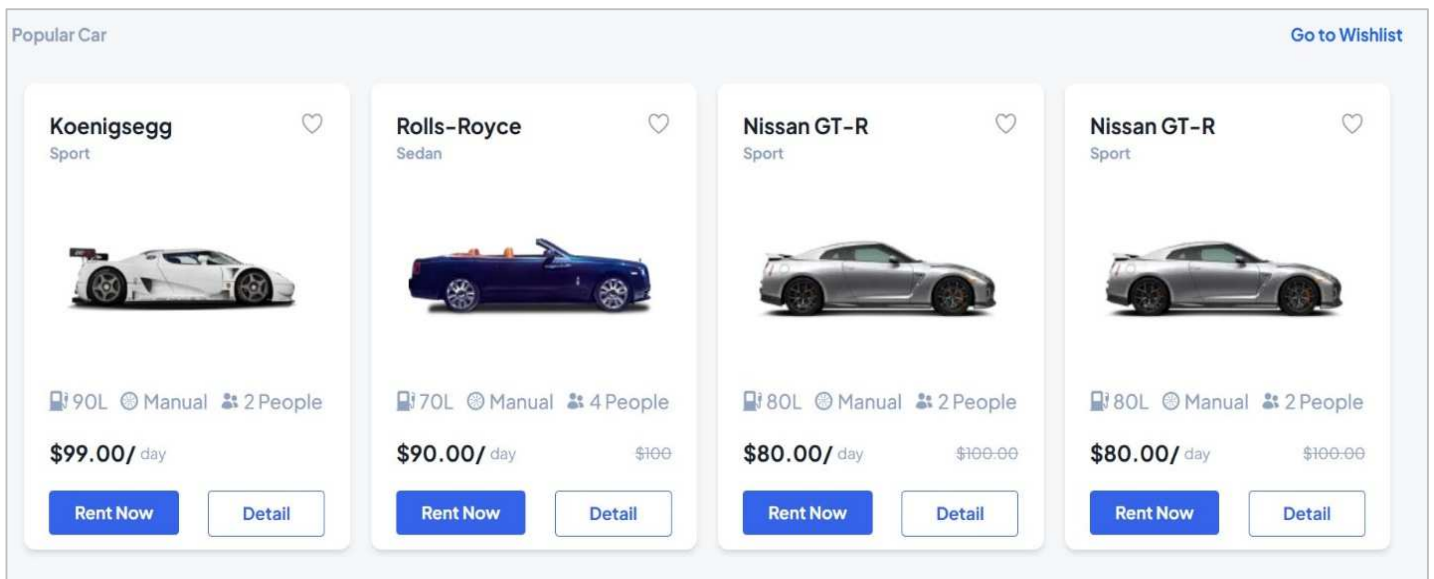 Popular Car
Go to Wishlist
Koenigsegg
Sport
90L Manual 2 People
$99.00/ day
Rent Now Detail
Rolls-Royce
Sedan
70L Manual 4 People
$90.00/ day $100
Rent Now Detail
Nissan GT-R
Sport
80L Manual 2 People
$80.00/ day $100.00
Rent Now Detail
Nissan GT-R
Sport
80L Manual 2 People
$80.00/ day $100.00
Rent Now Detail